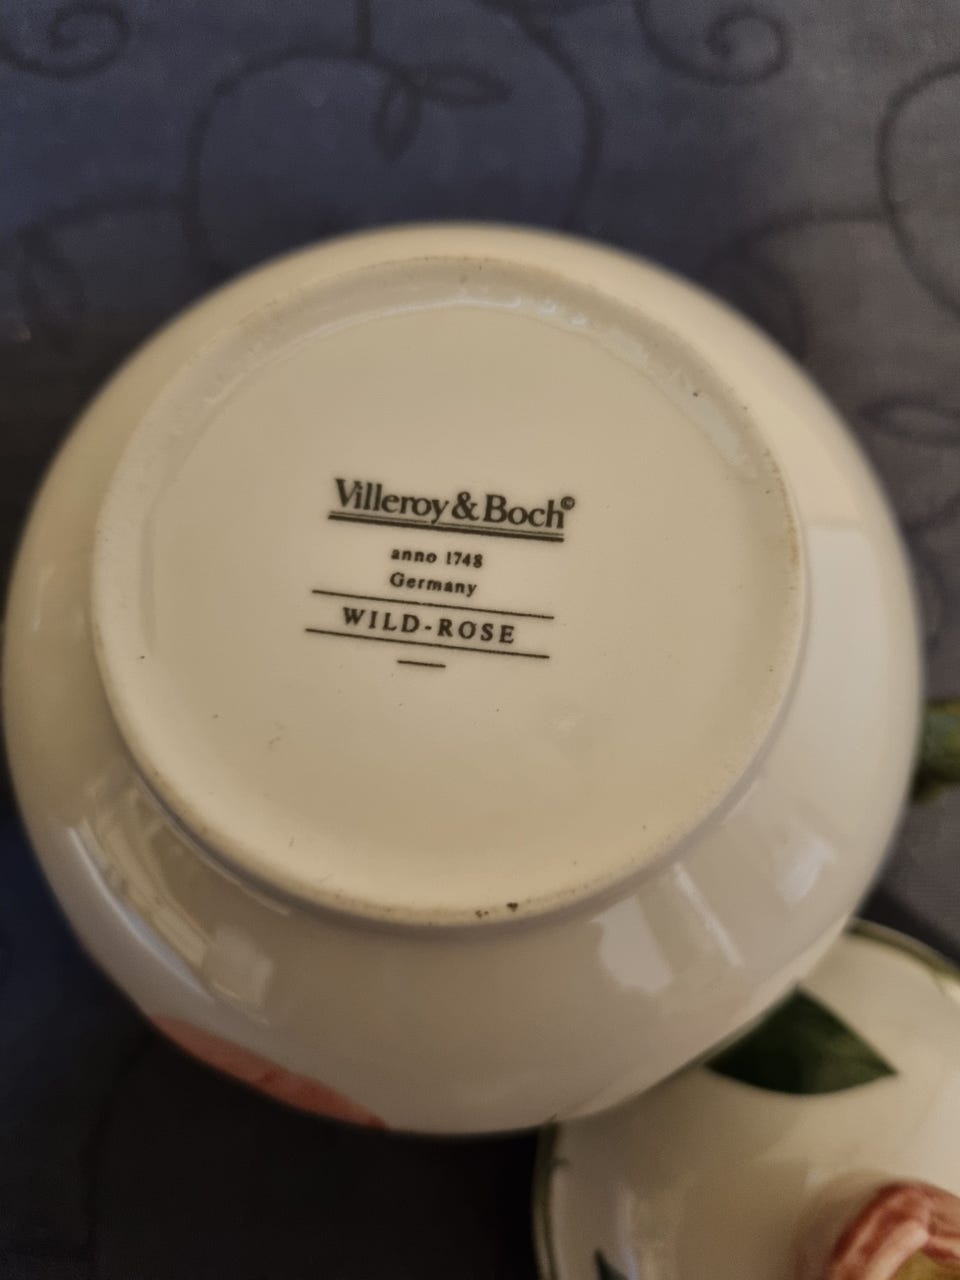 Villeroy & Boch©
anno 1748
Germany
WILD-ROSE